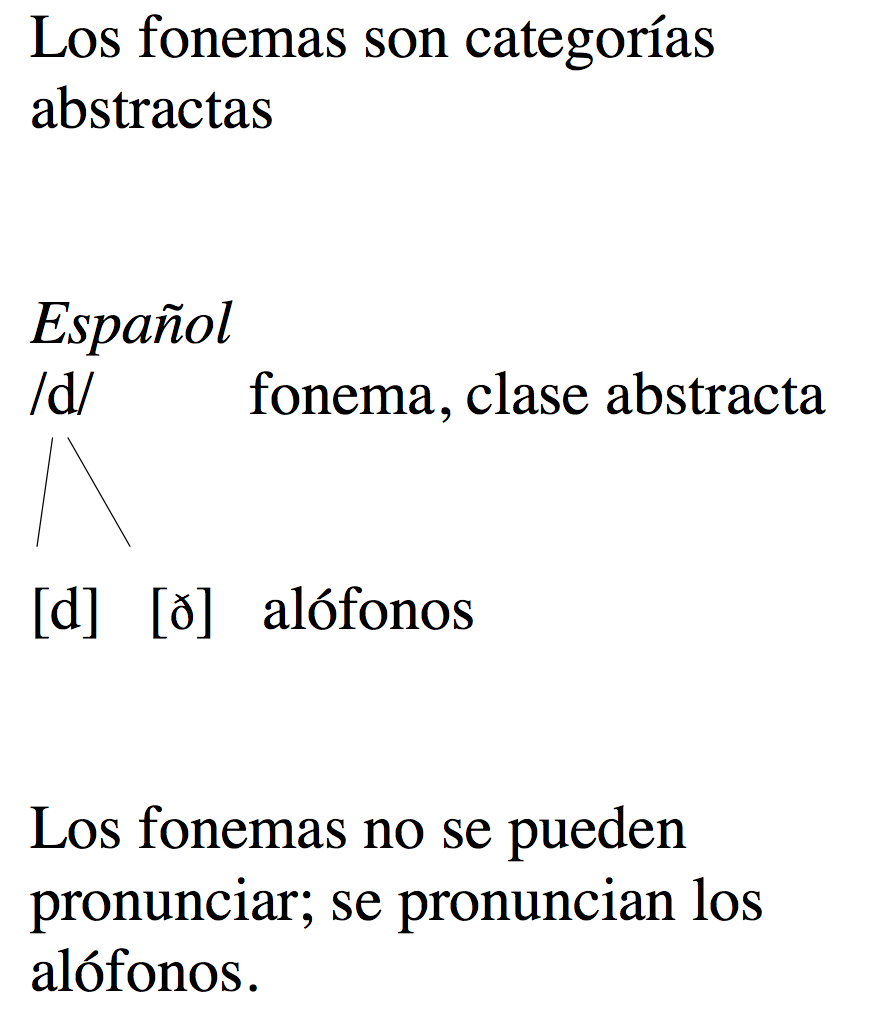 Los fonemas son categorías
abstractas
Español
/d/ fonema, clase abstracta
[d] [ð] alófonos
Los fonemas no se pueden
pronunciar; se pronuncian los
alófonos.